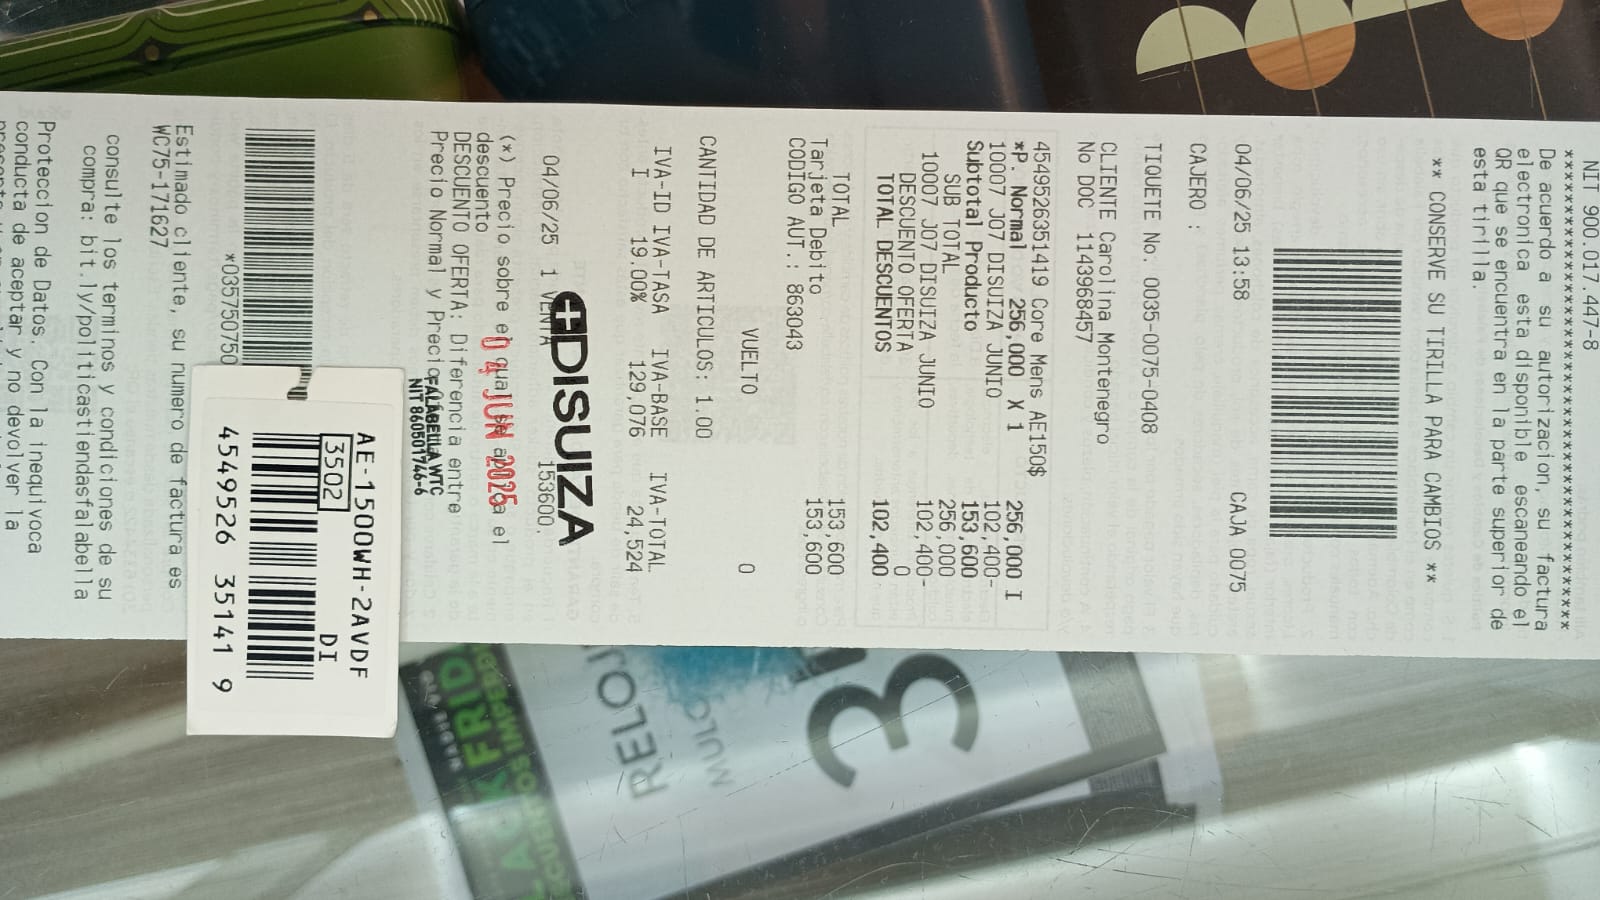 NIT 900.017.447-8
De acuerdo a su autorizacion, su factura
electronica esta disponible escaneando el
QR que se encuentra en la parte superior de
esta tirilla.
** CONSERVE SU TIRILLA PARA CAMBIOS **
04/06/25 13:58 CAJA 0075
CAJERO :
TIQUETE No. 0035-0075-0408
CLIENTE Carolina Montenegro
No DOC 1143968457
4549526351419 Core Mens AE150$
*P. Normal 256,000 X 1 256,000 I
10007 J07 DISUIZA JUNIO 102,400-
Subtotal Producto 153,600
SUB TOTAL 256,000
10007 J07 DISUIZA JUNIO 102,400-
DESCUENTO OFERTA 0
TOTAL DESCUENTOS 102,400
TOTAL 153,600
Tarjeta Debito 153,600
CODIGO AUT.: 863043
VUELTO 0
CANTIDAD DE ARTICULOS: 1.00
IVA-ID IVA-TASA IVA-BASE IVA-TOTAL
I 19.00% 129,076 24,524
DISUIZA
04/06/25 1 VENTA 153600.
(*) Precio sobre el qual se aplica el
descuento
04 JUN 2025
DESCUENTO OFERTA: Diferencia entre
Precio Normal y Precio
FALABELLA WTC
NIT 860501746-6
*035750750
Estimado cliente, su numero de factura es
WC75-171627
consulte los terminos y condiciones de su
compra: bit.ly/politicastiendasfalabella
Proteccion de Datos. Con la inequivoca
conducta de aceptar y no devolver la
AE-1500WH-2AVDF
3502 DI
4549526 35141 9
RELOJ